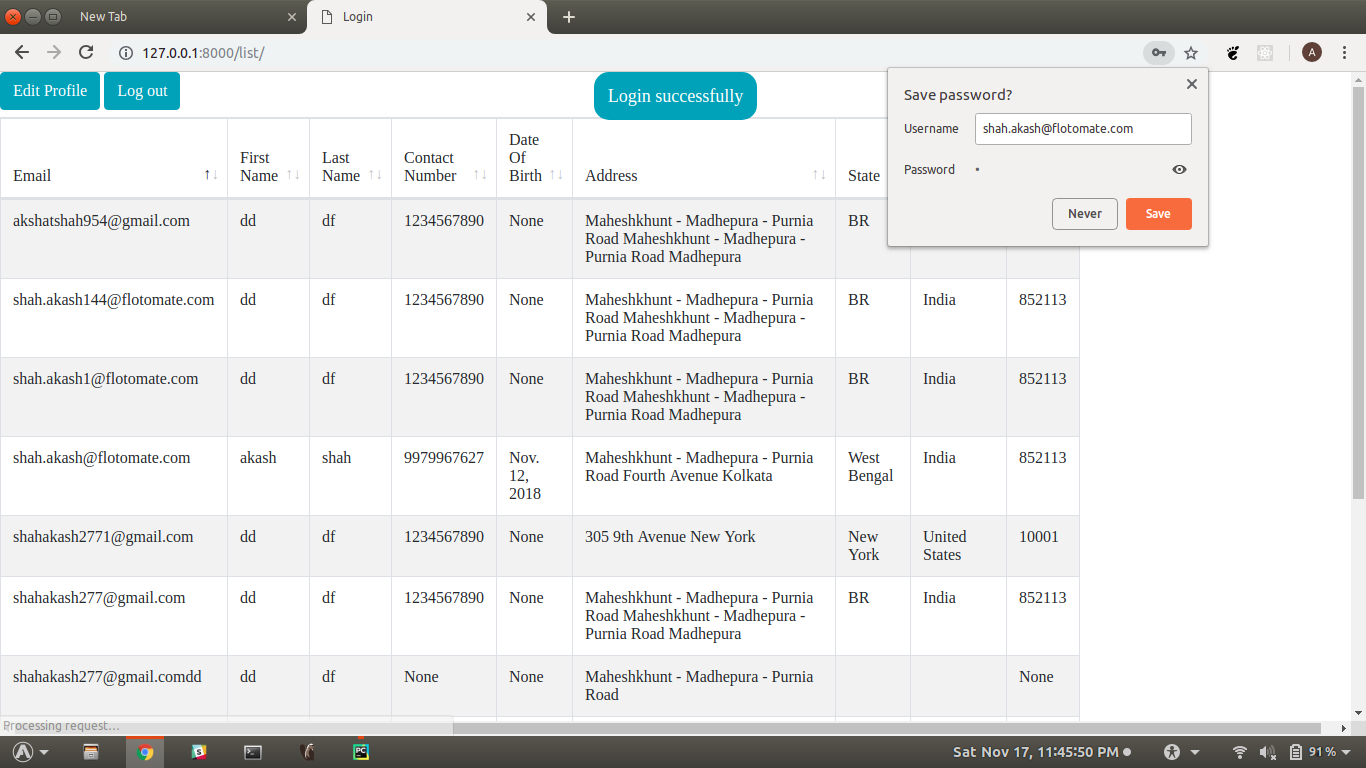 New Tab
Login
127.0.0.1:8000/list/
A
Edit Profile
Log out
Login successfully
Save password?
Username
shah.akash@flotomate.com
Password
Never
Save
Email
First Name
Last Name
Contact Number
Date Of Birth
Address
State
akshatshah954@gmail.com
dd
df
1234567890
None
Maheshkhunt - Madhepura - Purnia
Road Maheshkhunt - Madhepura -
Purnia Road Madhepura
BR
shah.akash144@flotomate.com
dd
df
1234567890
None
Maheshkhunt - Madhepura - Purnia
Road Maheshkhunt - Madhepura -
Purnia Road Madhepura
BR
India
852113
shah.akash1@flotomate.com
dd
df
1234567890
None
Maheshkhunt - Madhepura - Purnia
Road Maheshkhunt - Madhepura -
Purnia Road Madhepura
BR
India
852113
shah.akash@flotomate.com
akash
shah
9979967627
Nov.
12,
2018
Maheshkhunt - Madhepura - Purnia
Road Fourth Avenue Kolkata
West
Bengal
India
852113
shahakash2771@gmail.com
dd
df
1234567890
None
305 9th Avenue New York
New
York
United
States
10001
shahakash277@gmail.com
dd
df
1234567890
None
Maheshkhunt - Madhepura - Purnia
Road Maheshkhunt - Madhepura -
Purnia Road Madhepura
BR
India
852113
shahakash277@gmail.comdd
dd
df
None
None
Maheshkhunt - Madhepura - Purnia
Road
None
Processing request…
Sat Nov 17, 11:45:50 PM
91%